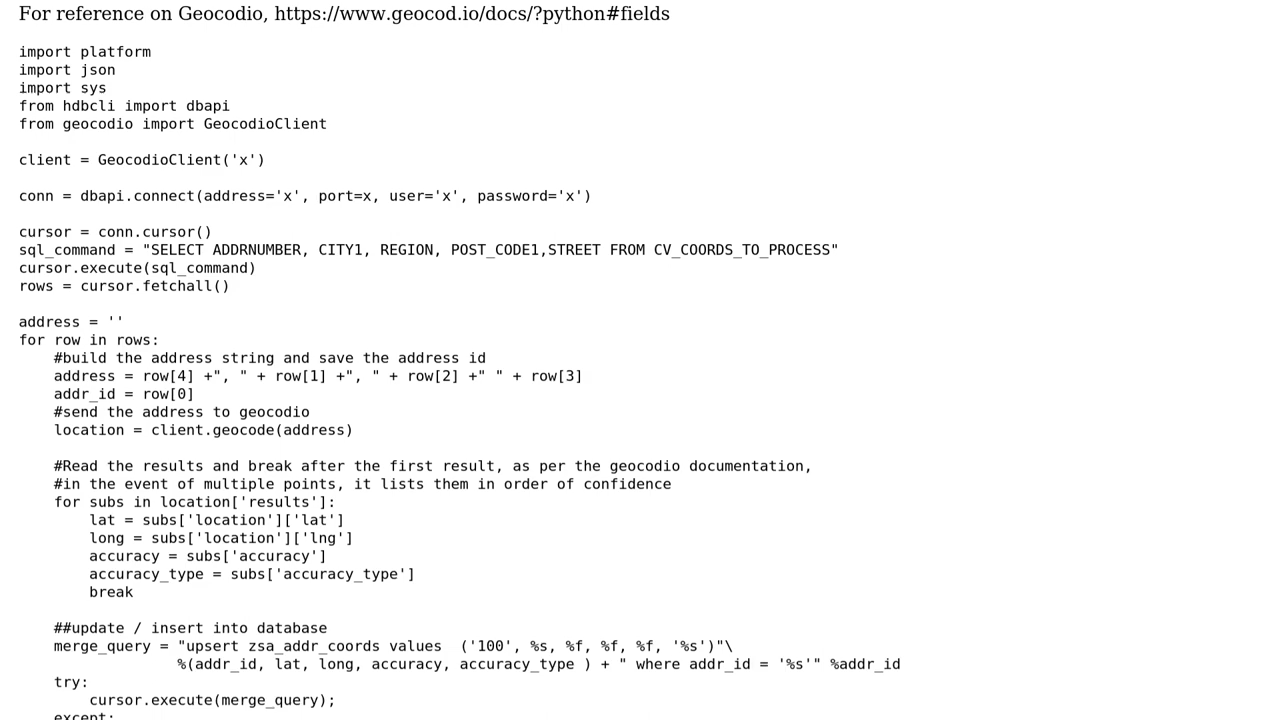 For reference on Geocodio, https://www.geocod.io/docs/?python#fields
import platform
import json
import sys
from hdbcli import dbapi
from geocodio import GeocodioClient
client = GeocodioClient('x')
conn = dbapi.connect(address='x', port=x, user='x', password='x')
cursor = conn.cursor()
sql_command = "SELECT ADDRNUMBER, CITY1, REGION, POST_CODE1,STREET FROM CV_COORDS_TO_PROCESS"
cursor.execute(sql_command)
rows = cursor.fetchall()
address = ''
for row in rows:
    #build the address string and save the address id
    address = row[4] +", " + row[1] +", " + row[2] +" " + row[3]
    addr_id = row[0]
    #send the address to geocodio
    location = client.geocode(address)
    #Read the results and break after the first result, as per the geocodio documentation,
    #in the event of multiple points, it lists them in order of confidence
    for subs in location['results']:
        lat = subs['location']['lat']
        long = subs['location']['lng']
        accuracy = subs['accuracy']
        accuracy_type = subs['accuracy_type']
        break
    ##update / insert into database
    merge_query = "upsert zsa_addr_coords values  ('100', %s, %f, %f, %f, '%s')"\
                  %(addr_id, lat, long, accuracy, accuracy_type ) + " where addr_id = '%s'" %addr_id
    try:
        cursor.execute(merge_query);
    except: